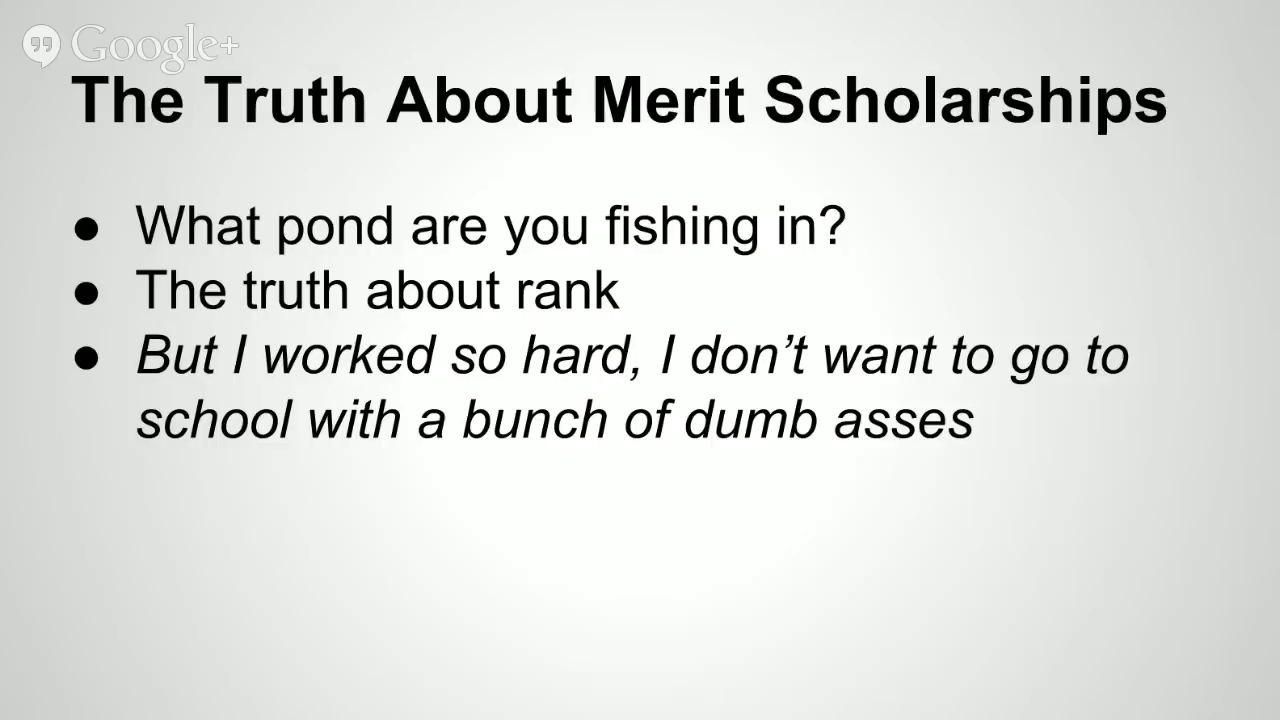 Google+
The Truth About Merit Scholarships
● What pond are you fishing in?
● The truth about rank
● But I worked so hard, I don’t want to go to
school with a bunch of dumb asses